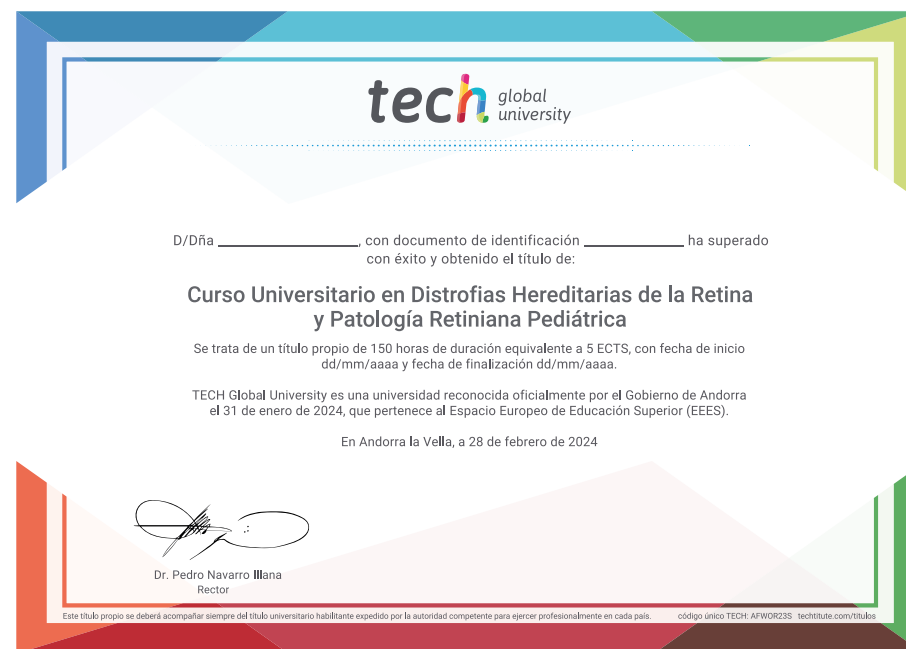 tech global
university
D/Dña ____________________, con documento de identificación ______________ ha superado
con éxito y obtenido el título de:
Curso Universitario en Distrofias Hereditarias de la Retina
y Patología Retiniana Pediátrica
Se trata de un título propio de 150 horas de duración equivalente a 5 ECTS, con fecha de inicio
dd/mm/aaaa y fecha de finalización dd/mm/aaaa.
TECH Global University es una universidad reconocida oficialmente por el Gobierno de Andorra
el 31 de enero de 2024, que pertenece al Espacio Europeo de Educación Superior (EEES).
En Andorra la Vella, a 28 de febrero de 2024
Dr. Pedro Navarro Illana
Rector
Este título propio se deberá acompañar siempre del título universitario habilitante expedido por la autoridad competente para ejercer profesionalmente en cada país. código único TECH: AFWOR23S techtitute.com/titulos